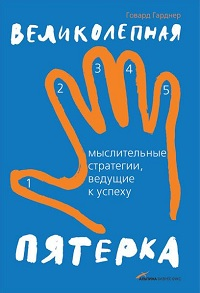 Говард Гарднер
ВЕЛИКОЛЕПНАЯ
3 4
2 5
1
мыслительные
стратегии,
ведущие
к успеху
ПЯТЕРКА